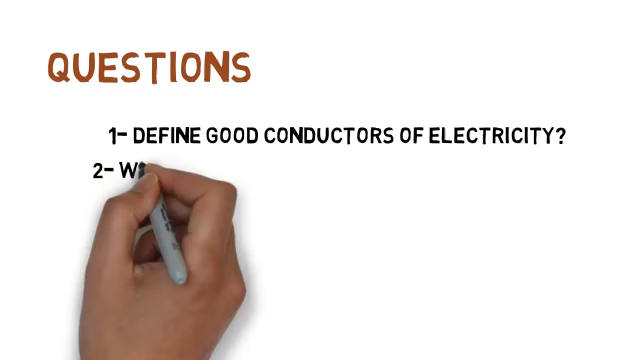 QUESTIONS
1- DEFINE GOOD CONDUCTORS OF ELECTRICITY?
2- W